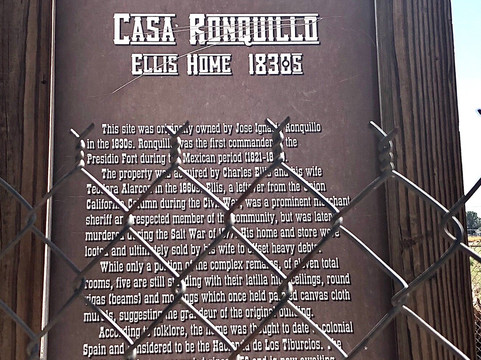 Casa Ronquillo
Ellis Home 1830s
This site was originally owned by Jose Ignacio Ronquillo
in the 1830s. Ronquillo was the first commander of the
Presidio Fort during the Mexican period (1821-
The property was acquired by Charles Ellis and his wife
Teodora Alarcon in the 1860s. Ellis, a leftover from the Union
California Column during the Civil War, was a prominent merchant
sheriff and respected member of the community, but was later
murdered during the Salt War of His home and store were
looted and ultimately sold by his wife to offset heavy debts.
While only a portion of the complex remains, of eleven total
rooms, five are still standing with their latilla high ceilings, round
vigas (beams) and moldings which once held painted canvas cloth
murals, suggesting the grandeur of the original building.
According to folklore, the home was thought to date to colonial
Spain and considered to be the Hacienda de Los Tiburcios. The
and is now awaiting